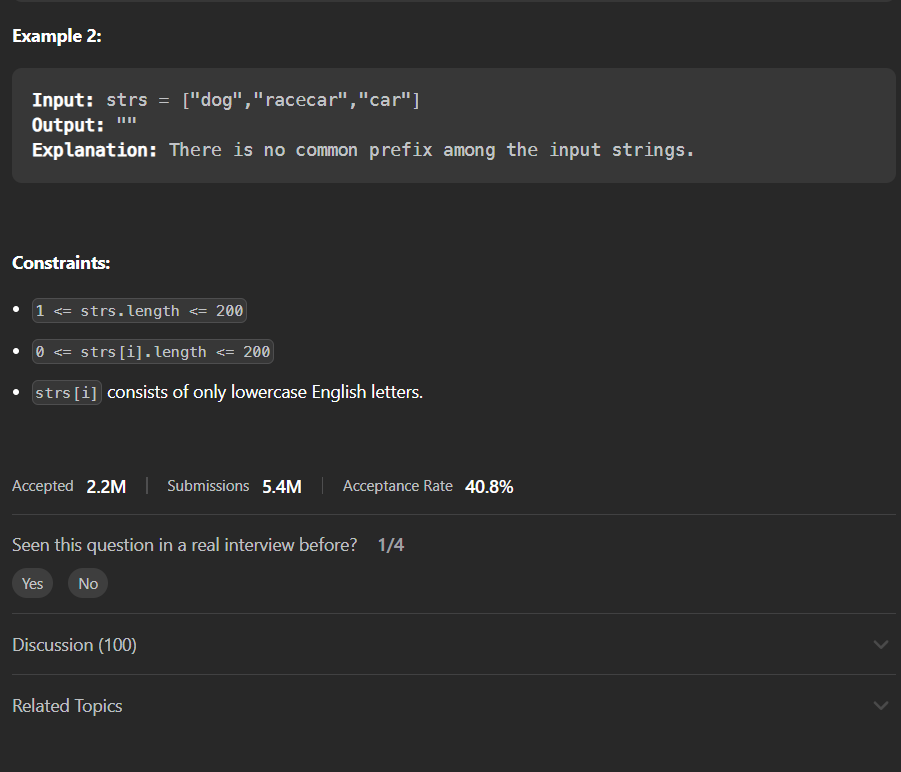 Example 2:
Input: strs = ["dog","racecar","car"]
Output: ""
Explanation: There is no common prefix among the input strings.
Constraints:
• 1 <= strs.length <= 200
• 0 <= strs[i].length <= 200
• strs[i] consists of only lowercase English letters.
Accepted 2.2M | Submissions 5.4M | Acceptance Rate 40.8%
Seen this question in a real interview before? 1/4
Yes No
Discussion (100)
Related Topics